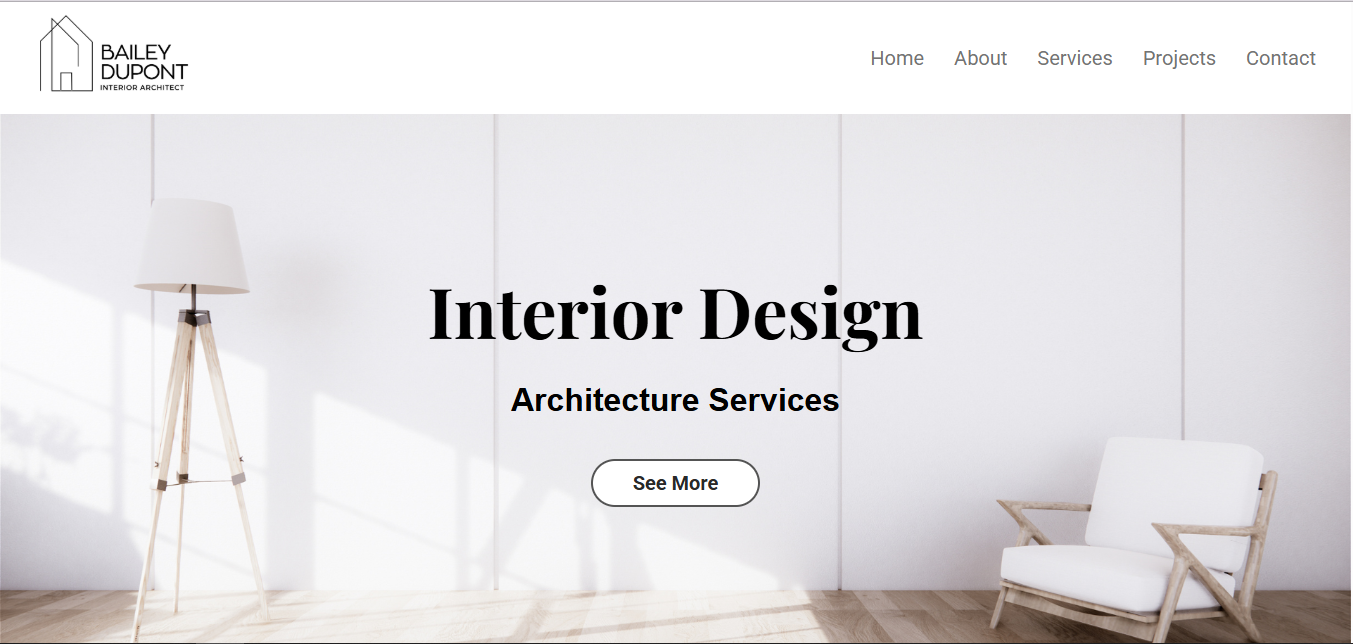 BAILEY
DUPONT
INTERIOR ARCHITECT
Home About Services Projects Contact
Interior Design
Architecture Services
See More